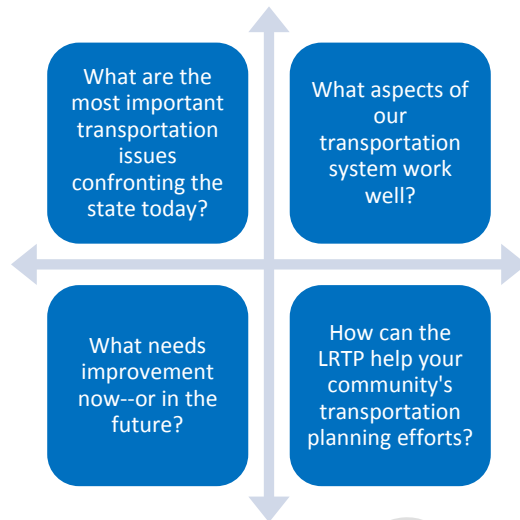 What are the
most important
transportation
issues
confronting the
state today?
What aspects of
our
transportation
system work
well?
What needs
improvement
now--or in the
future?
How can the
LRTP help your
community's
transportation
planning efforts?